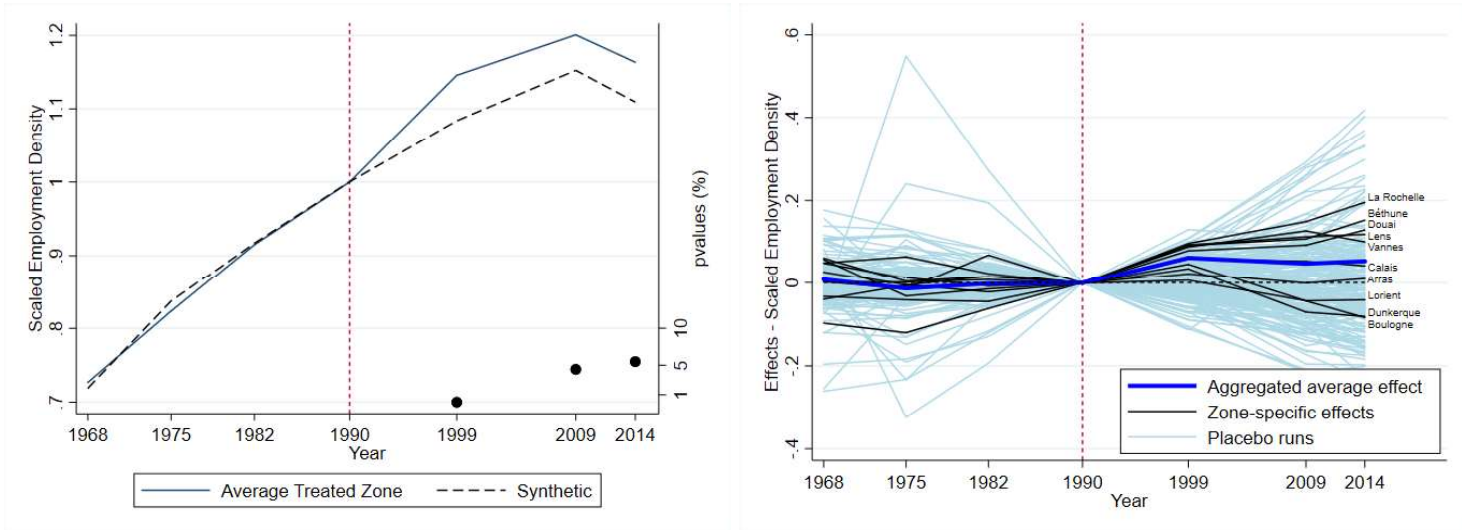 Scaled Employment Density
1.2
1.1
1
.9
.8
.7
pvalues (%)
10
5
1
1968 1975 1982 1990 1999 2009 2014
Year
Average Treated Zone Synthetic
Effects - Scaled Employment Density
.6
.4
.2
0
-.2
-.4
La Rochelle
Béthune
Douai
Lens
Vannes
Calais
Arras
Lorient
Dunkerque
Boulogne
Aggregated average effect
Zone-specific effects
Placebo runs
1968 1975 1982 1990 1999 2009 2014
Year